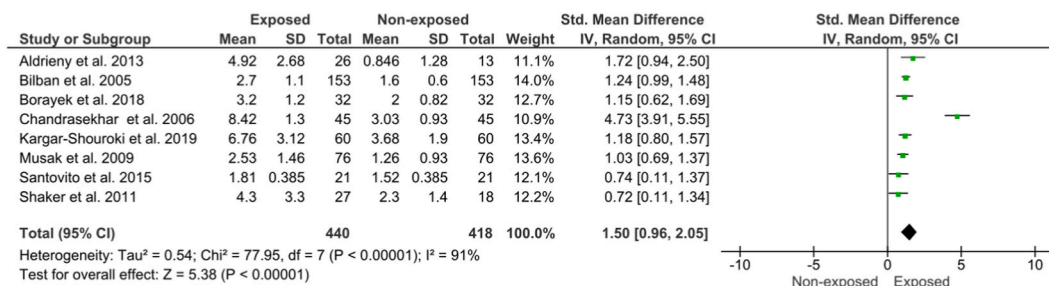 Exposed Non-exposed Std. Mean Difference Std. Mean Difference
Study or Subgroup Mean SD Total Mean SD Total Weight IV, Random, 95% CI IV, Random, 95% CI
Aldrieny et al. 2013 4.92 2.68 26 0.846 1.28 13 11.1% 1.72 [0.94, 2.50]
Bilban et al. 2005 2.7 1.1 153 1.6 0.6 153 14.0% 1.24 [0.99, 1.48]
Borayek et al. 2018 3.2 1.2 32 2 0.82 32 12.7% 1.15 [0.62, 1.69]
Chandrasekhar et al. 2006 8.42 1.3 45 3.03 0.93 45 10.9% 4.73 [3.91, 5.55]
Kargar-Shouroki et al. 2019 6.76 3.12 60 3.68 1.9 60 13.4% 1.18 [0.80, 1.57]
Musak et al. 2009 2.53 1.46 76 1.26 0.93 76 13.6% 1.03 [0.69, 1.37]
Santovito et al. 2015 1.81 0.385 21 1.52 0.385 21 12.1% 0.74 [0.11, 1.37]
Shaker et al. 2011 4.3 3.3 27 2.3 1.4 18 12.2% 0.72 [0.11, 1.34]
Total (95% CI) 440 418 100.0% 1.50 [0.96, 2.05]
Heterogeneity: Tau² = 0.54; Chi² = 77.95, df = 7 (P < 0.00001); I² = 91%
Test for overall effect: Z = 5.38 (P < 0.00001)
-10 -5 0 5 10
Non-exposed Exposed